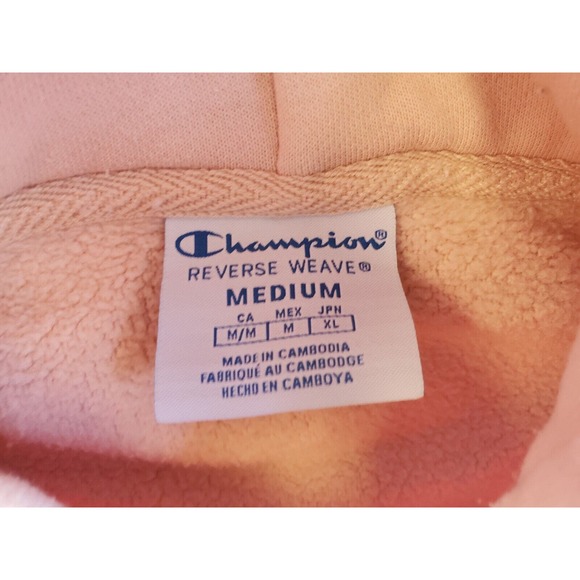 Champion®
REVERSE WEAVE®
MEDIUM
CA MEX JPN
M/M M XL
MADE IN CAMBODIA
FABRIQUÉ AU CAMBODGE
HECHO EN CAMBOYA